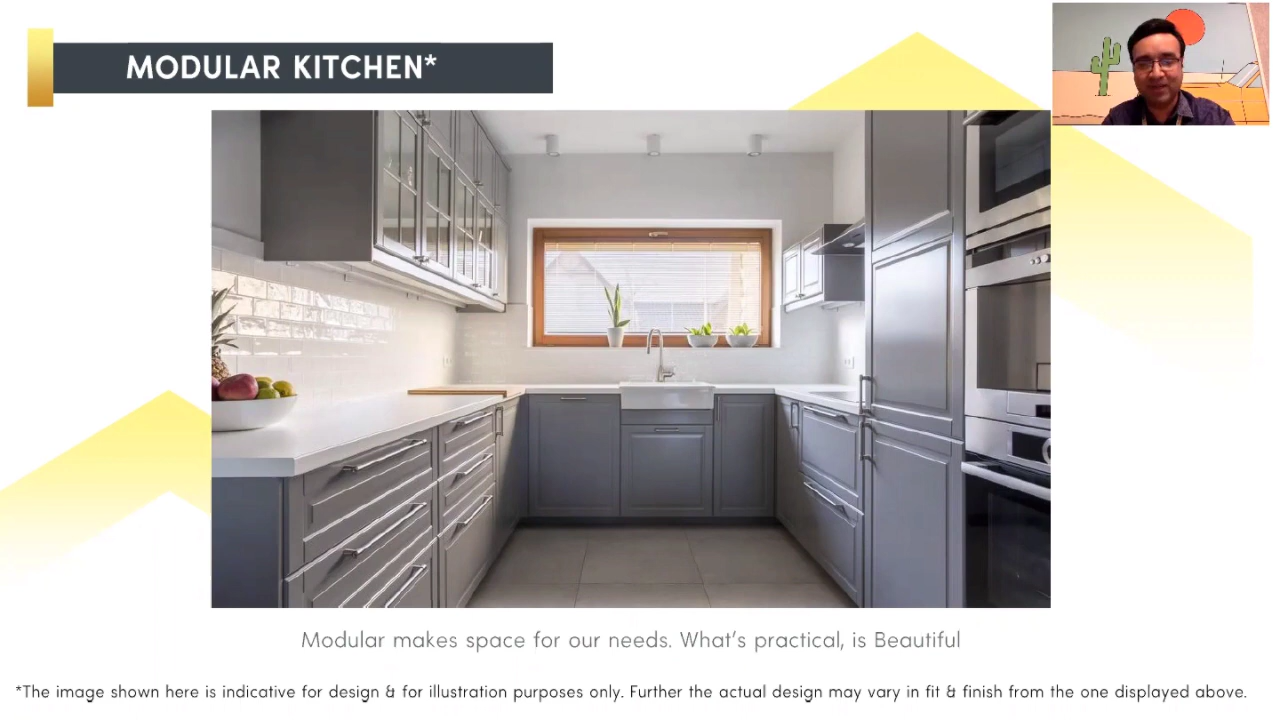 MODULAR KITCHEN*
Modular makes space for our needs. What's practical, is Beautiful
*The image shown here is indicative for design & for illustration purposes only. Further the actual design may vary in fit & finish from the one displayed above.